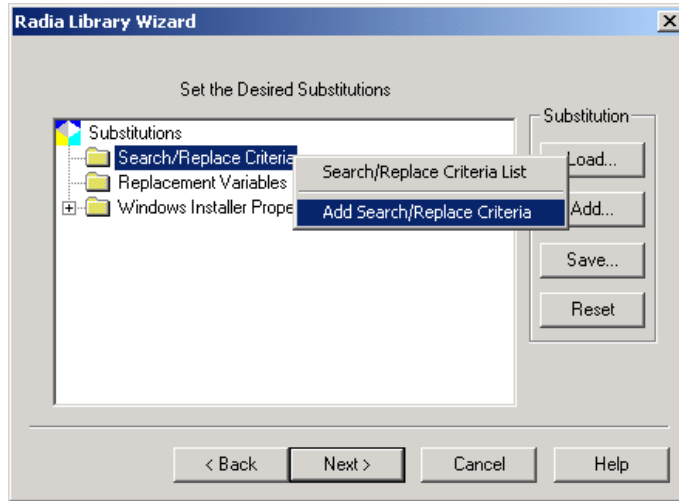 Radia Library Wizard
Set the Desired Substitutions
Substitutions
Search/Replace Criteria
Replacement Variables
Windows Installer Prope
Search/Replace Criteria List
Add Search/Replace Criteria
Substitution
Load...
Add...
Save...
Reset
< Back
Next >
Cancel
Help